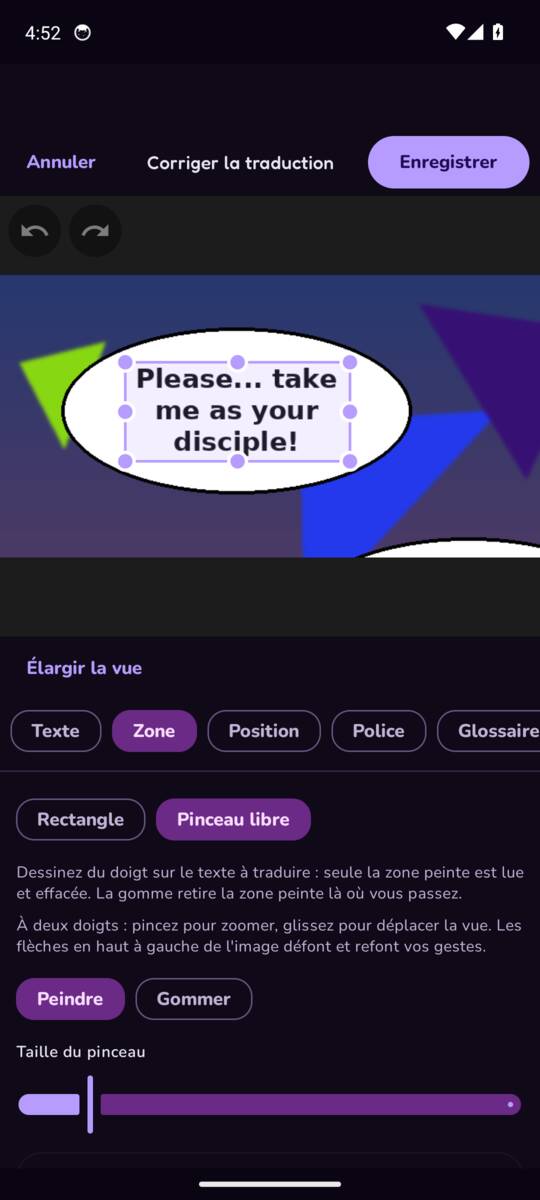 4:52
Annuler
Corriger la traduction
Enregistrer
Please... take
me as your
disciple!
Élargir la vue
Texte
Zone
Position
Police
Glossaire
Rectangle
Pinceau libre
Dessinez du doigt sur le texte à traduire : seule la zone peinte est lue
et effacée. La gomme retire la zone peinte là où vous passez.
À deux doigts : pincez pour zoomer, glissez pour déplacer la vue. Les
flèches en haut à gauche de l'image défont et refont vos gestes.
Peindre
Gommer
Taille du pinceau